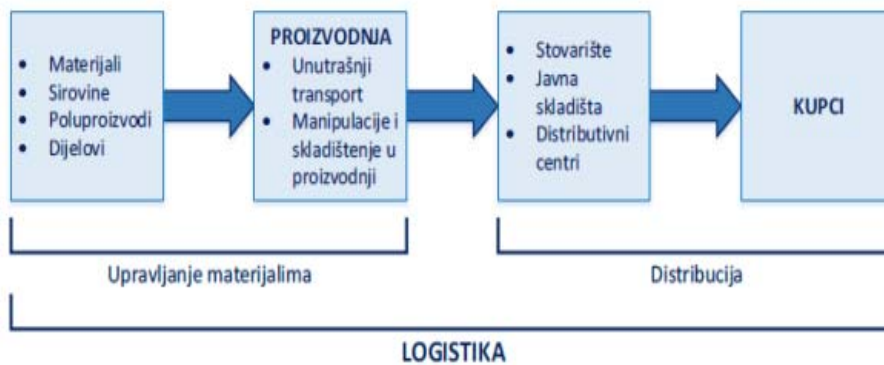 • Materijali
• Sirovine
• Poluproizvodi
• Dijelovi
PROIZVODNJA
• Unutrašnji
transport
• Manipulacije i
skladištenje u
proizvodnji
• Stovarište
• Javna
skladišta
• Distributivni
centri
KUPCI
Upravljanje materijalima
Distribucija
LOGISTIKA